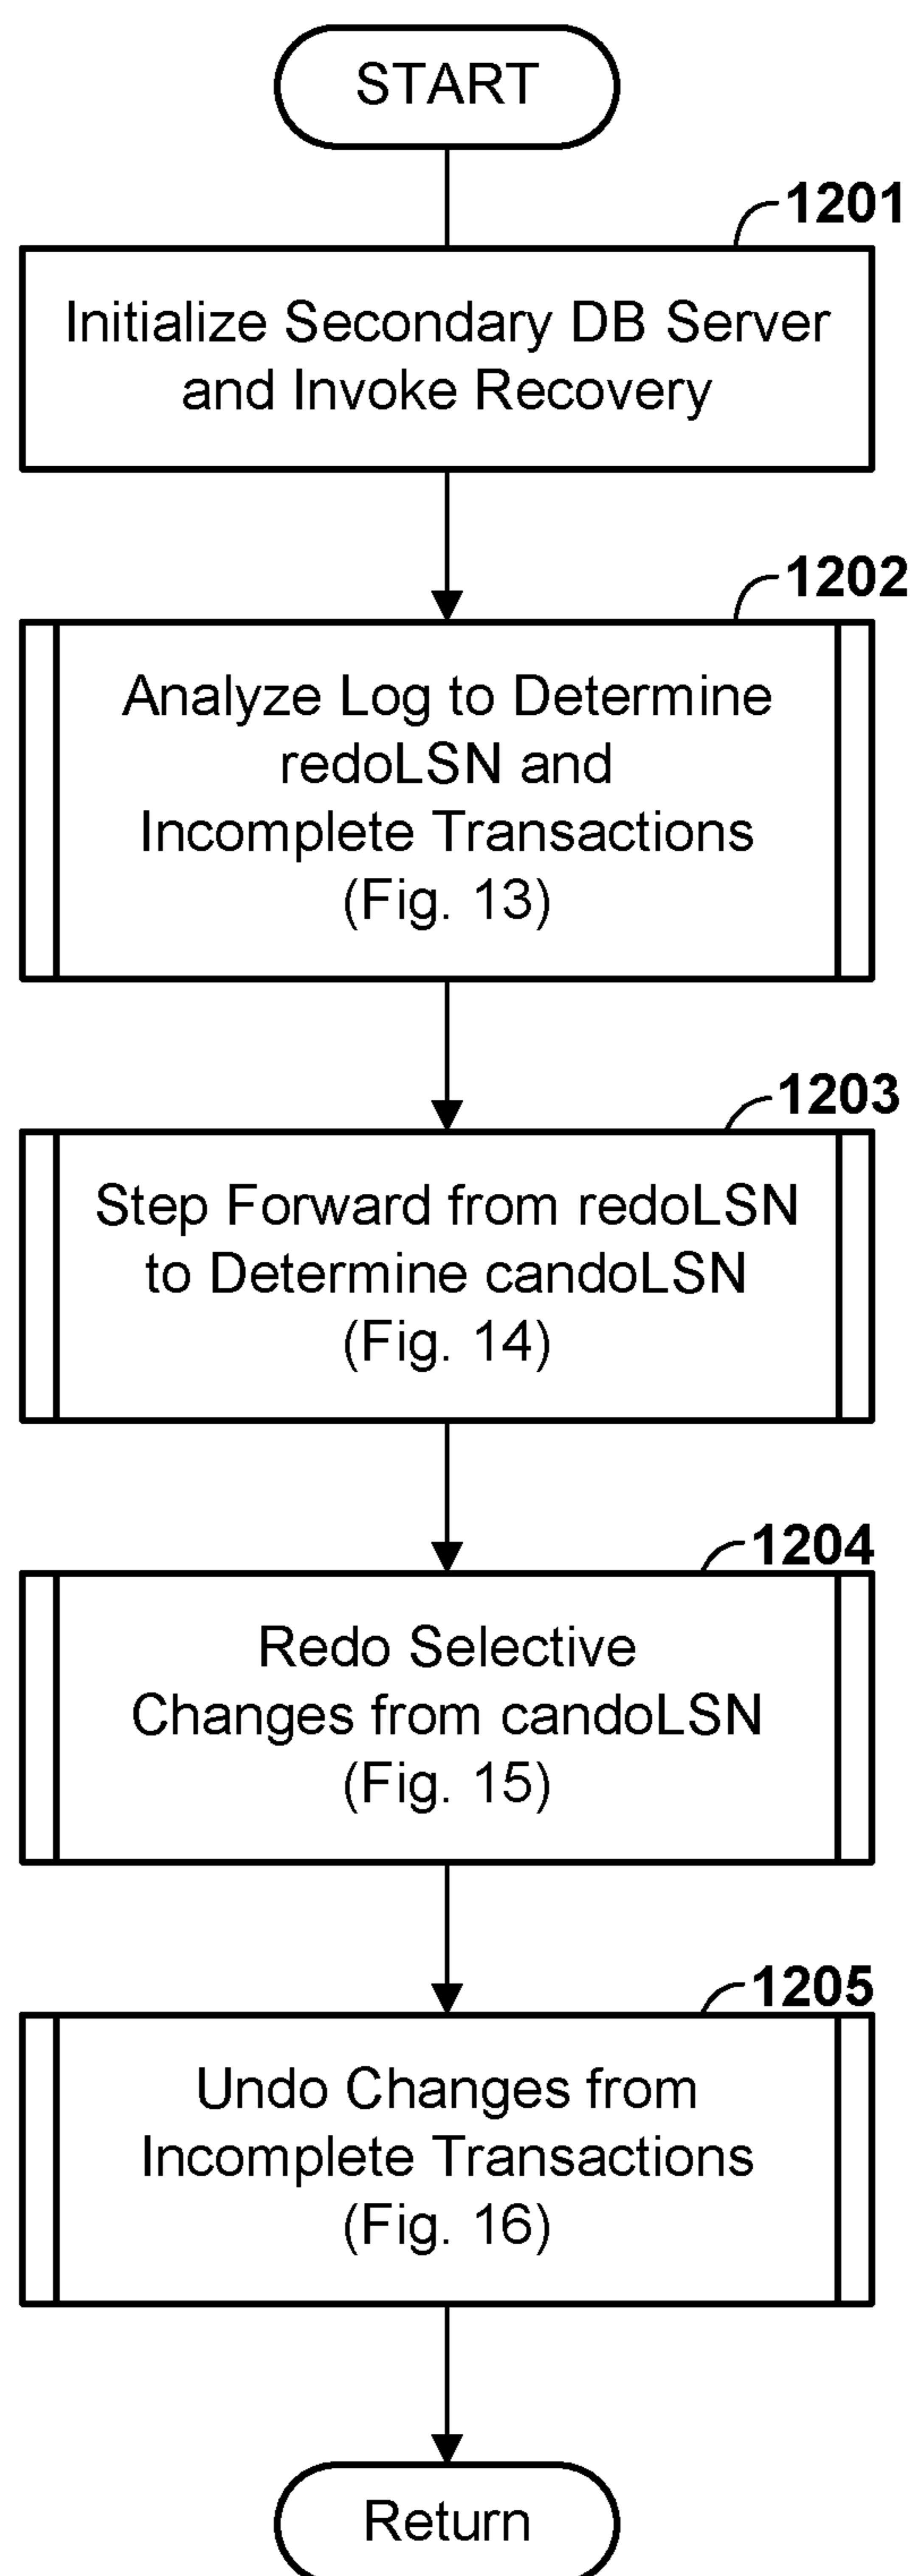 START
1201
Initialize Secondary DB Server
and Invoke Recovery
1202
Analyze Log to Determine
redoLSN and
Incomplete Transactions
(Fig. 13)
1203
Step Forward from redoLSN
to Determine candoLSN
(Fig. 14)
1204
Redo Selective
Changes from candoLSN
(Fig. 15)
1205
Undo Changes from
Incomplete Transactions
(Fig. 16)
Return